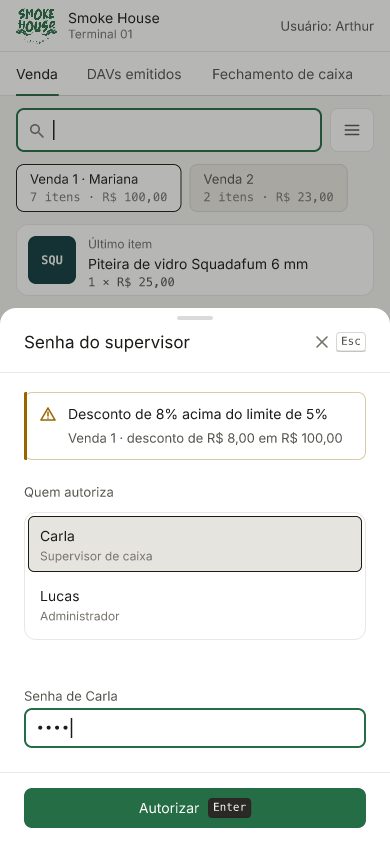 SMOKE
HOUSE
Smoke House
Terminal 01
Usuário: Arthur
Venda
DAVs emitidos
Fechamento de caixa
Venda 1 · Mariana
7 itens · R$ 100,00
Venda 2
2 itens · R$ 23,00
SQU
Último item
Piteira de vidro Squadafum 6 mm
1 × R$ 25,00
Senha do supervisor
Esc
Desconto de 8% acima do limite de 5%
Venda 1 · desconto de R$ 8,00 em R$ 100,00
Quem autoriza
Carla
Supervisor de caixa
Lucas
Administrador
Senha de Carla
••••
Autorizar Enter